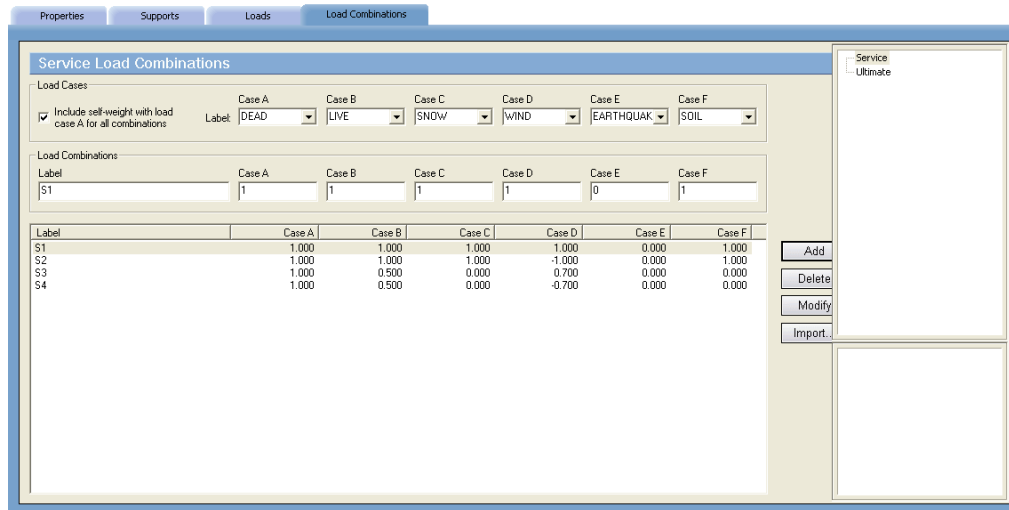 Properties Supports Loads Load Combinations
Service Load Combinations
Load Cases
Include self-weight with load case A for all combinations
Case A Case B Case C Case D Case E Case F
Label: DEAD LIVE SNOW WIND EARTHQUAK SOIL
Load Combinations
Label Case A Case B Case C Case D Case E Case F
S1 1 1 1 1 0 1
Label Case A Case B Case C Case D Case E Case F
S1 1.000 1.000 1.000 1.000 0.000 1.000
S2 1.000 1.000 1.000 -1.000 0.000 1.000
S3 1.000 0.500 0.000 0.700 0.000 0.000
S4 1.000 0.500 0.000 -0.700 0.000 0.000
Add
Delete
Modify
Import..
Service
Ultimate